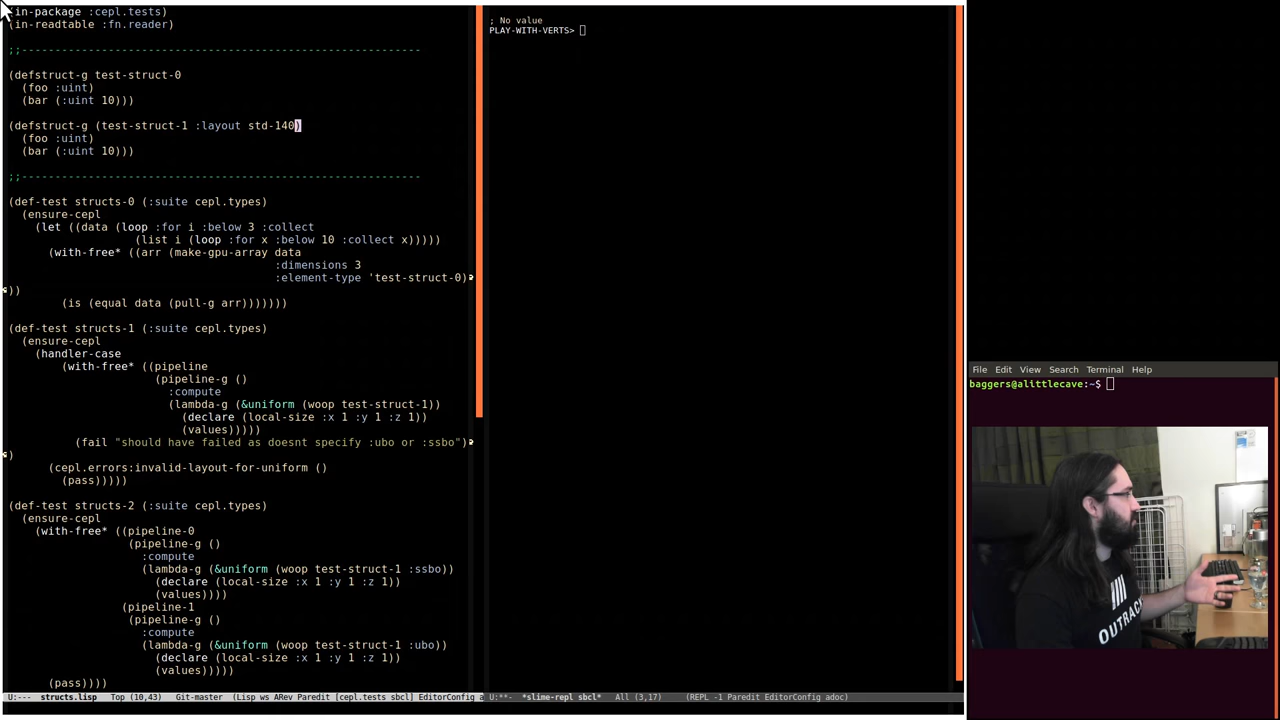 (in-package :cepl.tests)
(in-readtable :fn.reader)
;;------------------------------------------------------------
(defstruct-g test-struct-0
(foo :uint)
(bar (:uint 10)))
(defstruct-g (test-struct-1 :layout std-140)
(foo :uint)
(bar (:uint 10)))
;;------------------------------------------------------------
(def-test structs-0 (:suite cepl.types)
(ensure-cepl
(let ((data (loop :for i :below 3 :collect
(list i (loop :for x :below 10 :collect x)))))
(with-free* ((arr (make-gpu-array data
:dimensions 3
:element-type 'test-struct-0)
))
(is (equal data (pull-g arr)))))))
(def-test structs-1 (:suite cepl.types)
(ensure-cepl
(handler-case
(with-free* ((pipeline
(pipeline-g ()
:compute
(lambda-g (&uniform (woop test-struct-1))
(declare (local-size :x 1 :y 1 :z 1))
(values)))))
(fail "should have failed as doesnt specify :ubo or :ssbo")
)
(cepl.errors:invalid-layout-for-uniform ()
(pass)))))
(def-test structs-2 (:suite cepl.types)
(ensure-cepl
(with-free* ((pipeline-0
(pipeline-g ()
:compute
(lambda-g (&uniform (woop test-struct-1 :ssbo))
(declare (local-size :x 1 :y 1 :z 1))
(values))))
(pipeline-1
(pipeline-g ()
:compute
(lambda-g (&uniform (woop test-struct-1 :ubo))
(declare (local-size :x 1 :y 1 :z 1))
(values)))))
(pass))))
U:--- structs.lisp Top (10,43) Git-master (Lisp ws ARev Paredit [cepl.tests sbcl] EditorConfig a
; No value
PLAY-WITH-VERTS>
U:**- *slime-repl sbcl* All (3,17) (REPL -1 Paredit EditorConfig adoc)
File Edit View Search Terminal Help
baggers@alittlecave:~$
OUTRAC